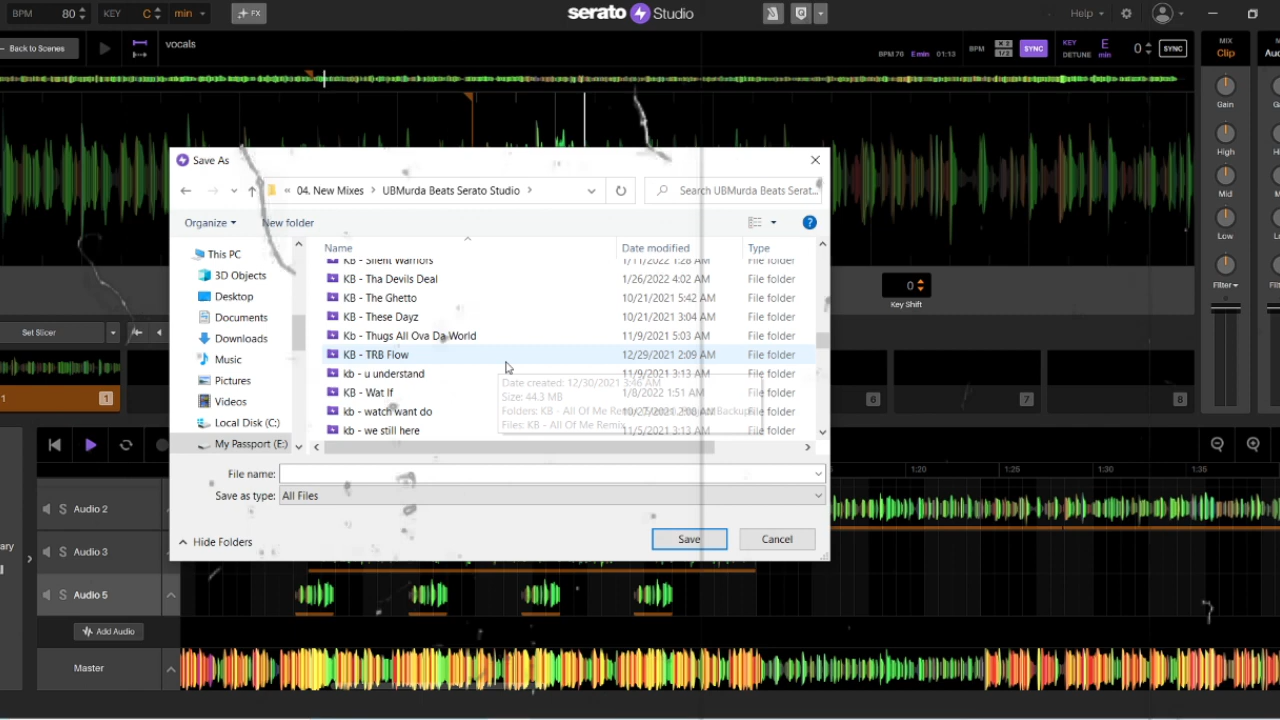 BPM 80 KEY C min FX serato Studio Help
Back to Scenes vocals BPM 76 E min 01:13 BPM X 2 1/2 SYNC KEY DETUNE E min 0 SYNC MIX Clip
Gain
High
Mid
Low
Filter
Save As
« 04. New Mixes > UBMurda Beats Serato Studio > Search UBMurda Beats Serat...
Organize New folder
Name Date modified Type
This PC
3D Objects
Desktop
Documents
Downloads
Music
Pictures
Videos
Local Disk (C:)
My Passport (E:)
KB - Silent Warriors 1/11/2022 1:28 AM File folder
KB - Tha Devils Deal 1/26/2022 4:02 AM File folder
KB - The Ghetto 10/21/2021 5:42 AM File folder
KB - These Dayz 10/21/2021 3:04 AM File folder
Kb - Thugs All Ova Da World 11/9/2021 5:03 AM File folder
KB - TRB Flow 12/29/2021 2:09 AM File folder
kb - u understand 11/9/2021 3:13 AM File folder
KB - Wat If 1/8/2022 1:51 AM File folder
kb - watch want do 10/27/2021 2:08 AM File folder
kb - we still here 11/5/2021 3:13 AM File folder
Date created: 12/30/2021 3:46 AM
Size: 44.3 MB
Folders: KB - All Of Me Backup
Files: KB - All Of Me Remix
File name:
Save as type: All Files
Hide Folders Save Cancel
0
Key Shift
Set Slicer
1 1
6 7 8
1:20 1:25 1:30 1:35
S Audio 2
S Audio 3
S Audio 5
Add Audio
Master